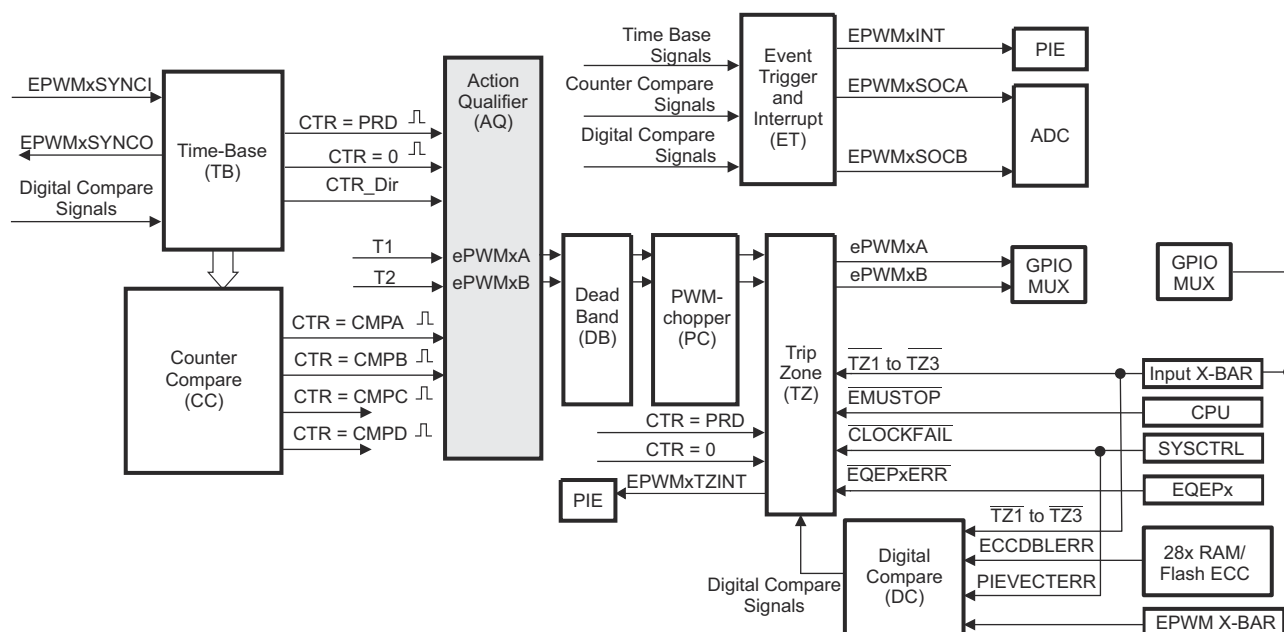 EPWMxSYNCI
EPWMxSYNCO
Digital Compare
Signals
Time-Base
(TB)
CTR = PRD
CTR = 0
CTR_Dir
T1
T2
Counter
Compare
(CC)
CTR = CMPA
CTR = CMPB
CTR = CMPC
CTR = CMPD
Action
Qualifier
(AQ)
ePWMxA
ePWMxB
Time Base
Signals
Counter Compare
Signals
Digital Compare
Signals
Event
Trigger
and
Interrupt
(ET)
EPWMxINT
EPWMxSOCA
EPWMxSOCB
PIE
ADC
Dead
Band
(DB)
PWM-
chopper
(PC)
Trip
Zone
(TZ)
ePWMxA
ePWMxB
GPIO
MUX
GPIO
MUX
TZ1 to TZ3
EMUSTOP
CLOCKFAIL
EQEPxERR
Input X-BAR
CPU
SYSCTRL
EQEPx
CTR = PRD
CTR = 0
EPWMxTZINT
PIE
Digital Compare
Signals
Digital
Compare
(DC)
TZ1 to TZ3
ECCDBLERR
PIEVECTERR
28x RAM/
Flash ECC
EPWM X-BAR